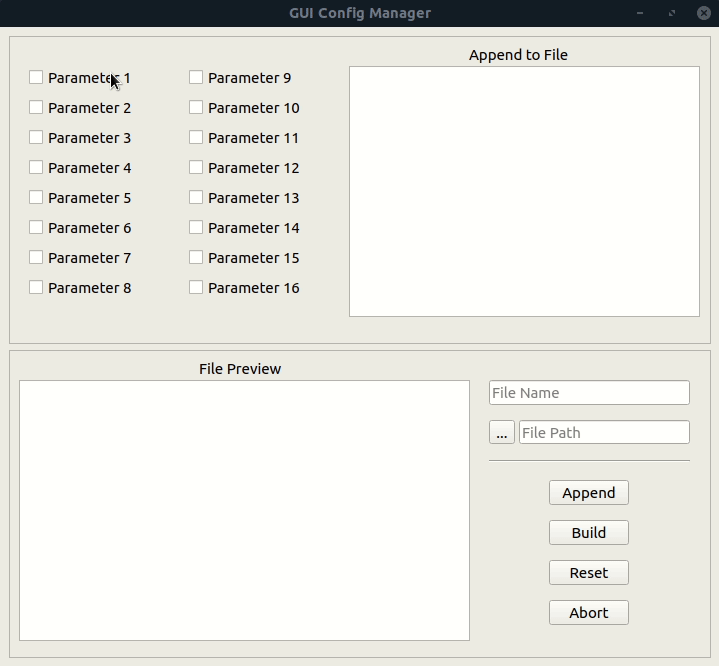 GUI Config Manager
Append to File
Parameter 1
Parameter 2
Parameter 3
Parameter 4
Parameter 5
Parameter 6
Parameter 7
Parameter 8
Parameter 9
Parameter 10
Parameter 11
Parameter 12
Parameter 13
Parameter 14
Parameter 15
Parameter 16
File Preview
File Name
...
File Path
Append
Build
Reset
Abort